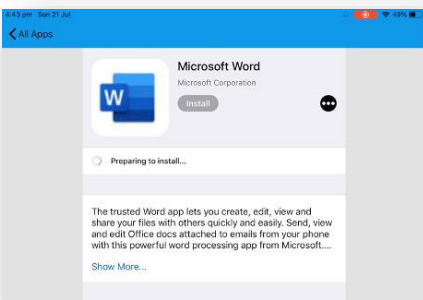 4:43 pm Sun 21 Jul
49%
All Apps
W
Microsoft Word
Microsoft Corporation
Install
Preparing to install...
The trusted Word app lets you create, edit, view and
share your files with others quickly and easily. Send, view
and edit Office docs attached to emails from your phone
with this powerful word processing app from Microsoft....
Show More...